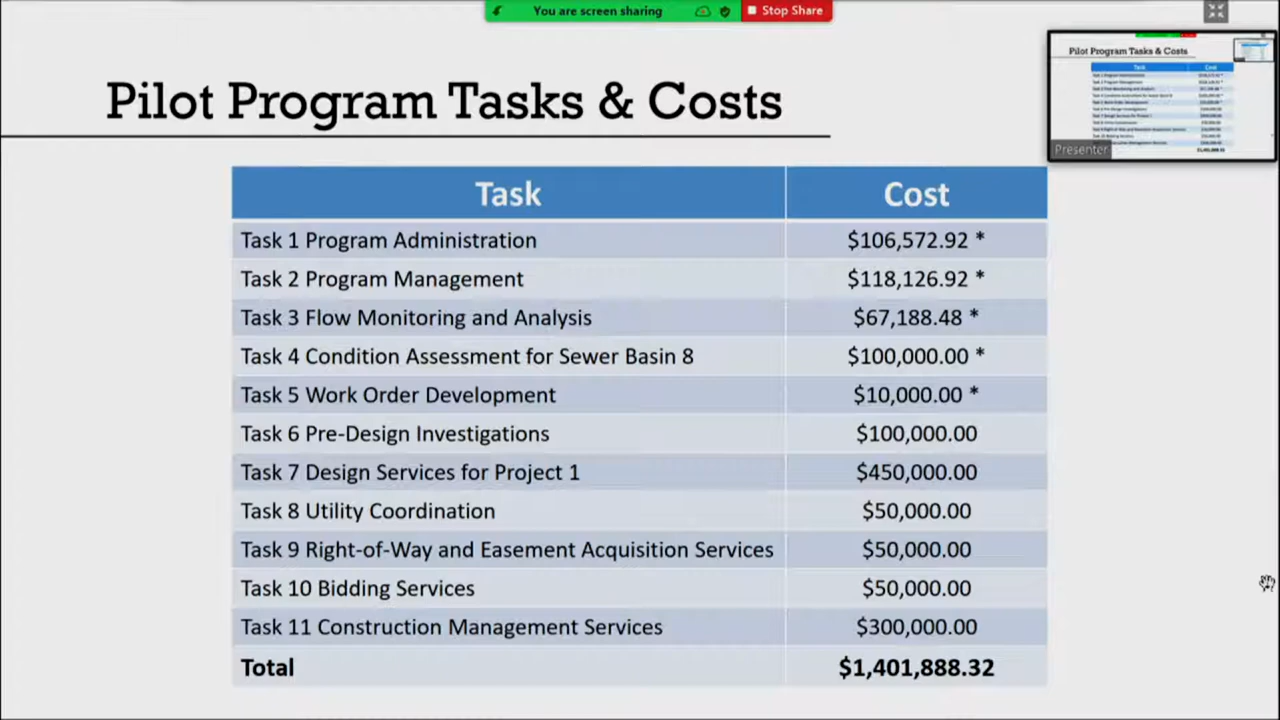 You are screen sharing
Stop Share
Pilot Program Tasks & Costs
Pilot Program Tasks & Costs
Task Cost
Presenter
$1,401,888.32
Task Cost
Task 1 Program Administration $106,572.92 *
Task 2 Program Management $118,126.92 *
Task 3 Flow Monitoring and Analysis $67,188.48 *
Task 4 Condition Assessment for Sewer Basin 8 $100,000.00 *
Task 5 Work Order Development $10,000.00 *
Task 6 Pre-Design Investigations $100,000.00
Task 7 Design Services for Project 1 $450,000.00
Task 8 Utility Coordination $50,000.00
Task 9 Right-of-Way and Easement Acquisition Services $50,000.00
Task 10 Bidding Services $50,000.00
Task 11 Construction Management Services $300,000.00
Total $1,401,888.32